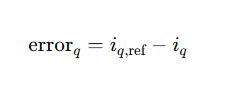 error_q = i_{q,ref} − i_q